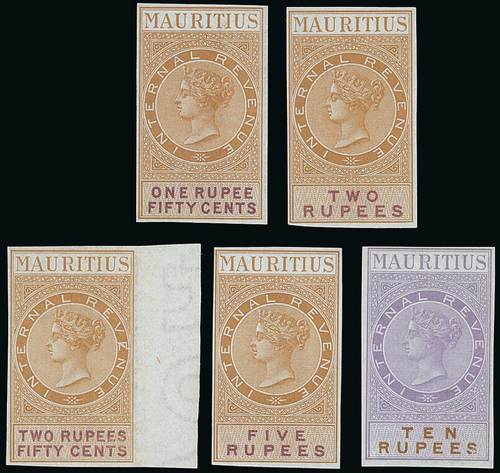 MAURITIUS
INTERNAL REVENUE
ONE RUPEE
FIFTY CENTS
MAURITIUS
INTERNAL REVENUE
TWO
RUPEES
MAURITIUS
INTERNAL REVENUE
TWO RUPEES
FIFTY CENTS
MAURITIUS
INTERNAL REVENUE
FIVE
RUPEES
MAURITIUS
INTERNAL REVENUE
TEN
RUPEES